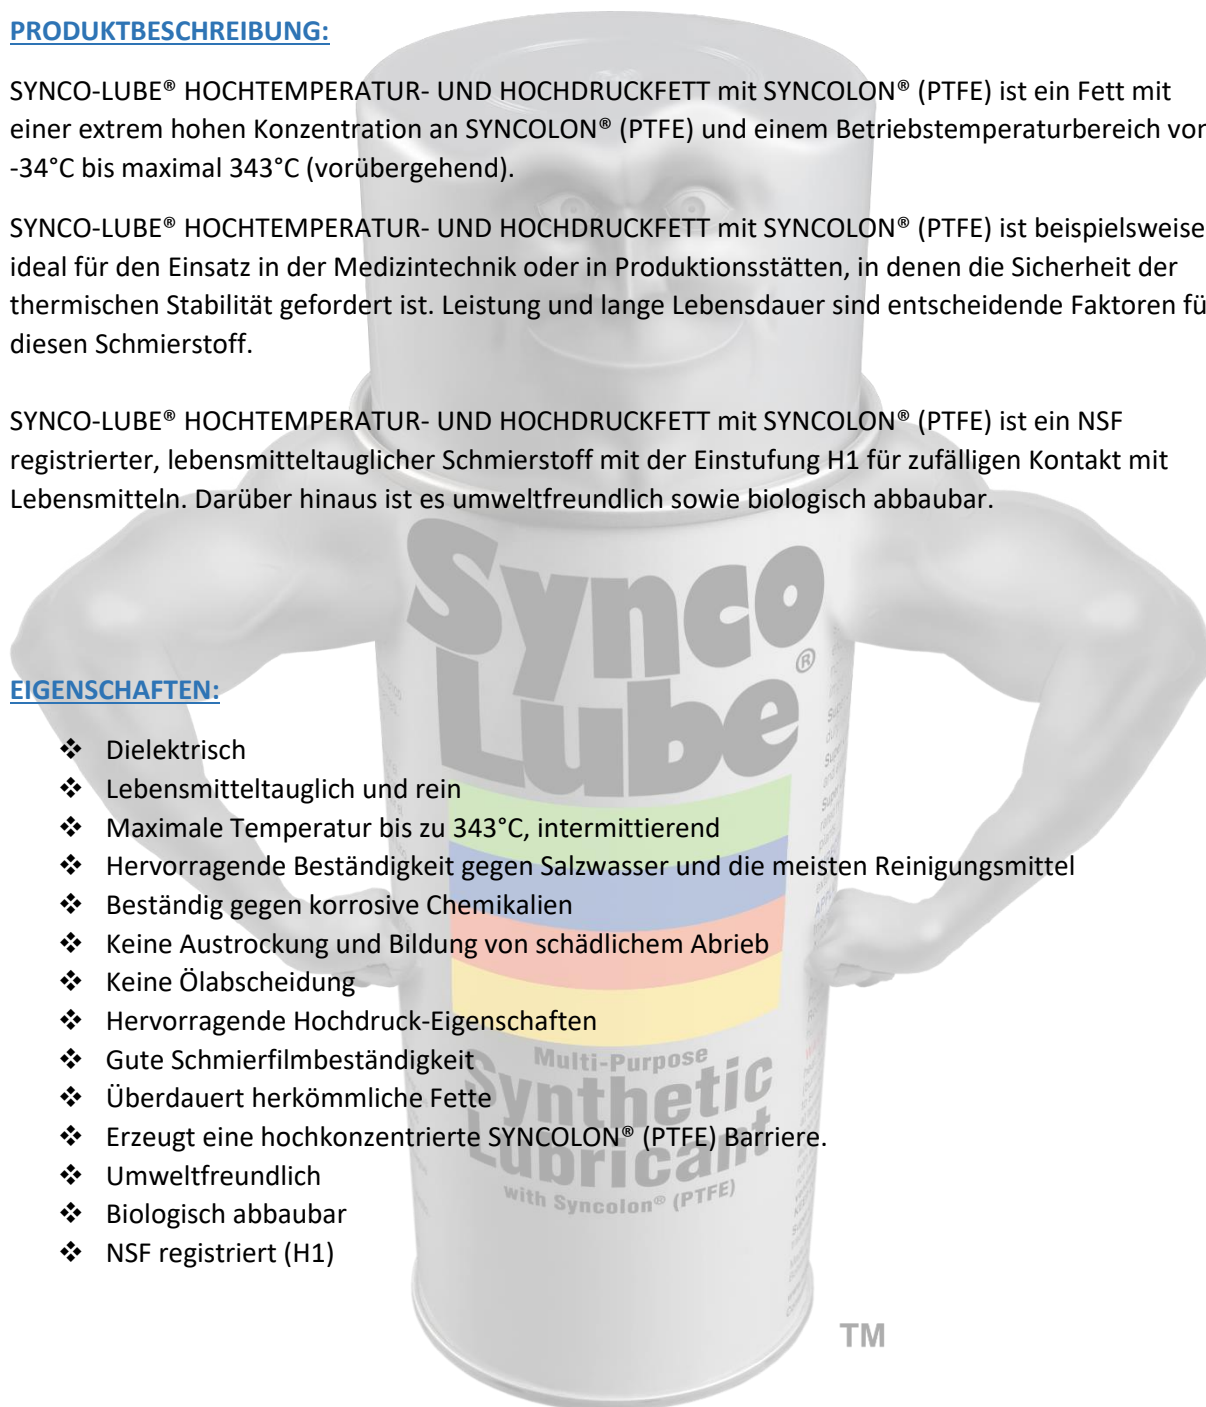 PRODUKTBESCHREIBUNG:
SYNCO-LUBE® HOCHTEMPERATUR- UND HOCHDRUCKFETT mit SYNCOLON® (PTFE) ist ein Fett mit
einer extrem hohen Konzentration an SYNCOLON® (PTFE) und einem Betriebstemperaturbereich von
-34°C bis maximal 343°C (vorübergehend).
SYNCO-LUBE® HOCHTEMPERATUR- UND HOCHDRUCKFETT mit SYNCOLON® (PTFE) ist beispielsweise
ideal für den Einsatz in der Medizintechnik oder in Produktionsstätten, in denen die Sicherheit der
thermischen Stabilität gefordert ist. Leistung und lange Lebensdauer sind entscheidende Faktoren fü
diesen Schmierstoff.
SYNCO-LUBE® HOCHTEMPERATUR- UND HOCHDRUCKFETT mit SYNCOLON® (PTFE) ist ein NSF
registrierter, lebensmitteltauglicher Schmierstoff mit der Einstufung H1 für zufälligen Kontakt mit
Lebensmitteln. Darüber hinaus ist es umweltfreundlich sowie biologisch abbaubar.
Synco
Lube®
EIGENSCHAFTEN:
❖ Dielektrisch
❖ Lebensmitteltauglich und rein
❖ Maximale Temperatur bis zu 343°C, intermittierend
❖ Hervorragende Beständigkeit gegen Salzwasser und die meisten Reinigungsmittel
❖ Beständig gegen korrosive Chemikalien
❖ Keine Austrockung und Bildung von schädlichem Abrieb
❖ Keine Ölabscheidung
❖ Hervorragende Hochdruck-Eigenschaften
❖ Gute Schmierfilmbeständigkeit
❖ Überdauert herkömmliche Fette
❖ Erzeugt eine hochkonzentrierte SYNCOLON® (PTFE) Barriere.
❖ Umweltfreundlich
❖ Biologisch abbaubar
❖ NSF registriert (H1)
Multi-Purpose
Synthetic
Lubricant
with Syncolon® (PTFE)
TM